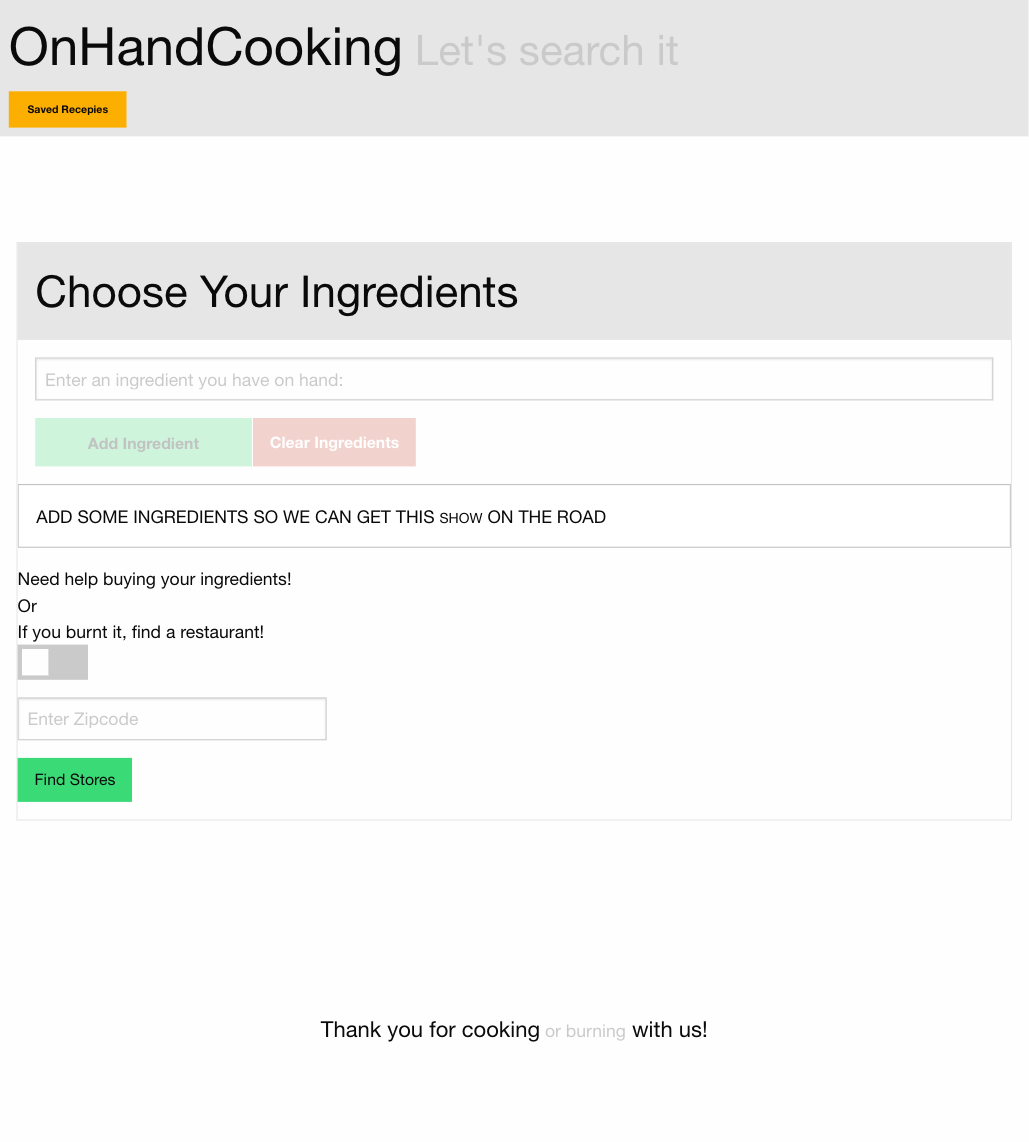 OnHandCooking Let's search it
Saved Recepies
Choose Your Ingredients
Enter an ingredient you have on hand:
Add Ingredient Clear Ingredients
ADD SOME INGREDIENTS SO WE CAN GET THIS SHOW ON THE ROAD
Need help buying your ingredients!
Or
If you burnt it, find a restaurant!
Enter Zipcode
Find Stores
Thank you for cooking or burning with us!